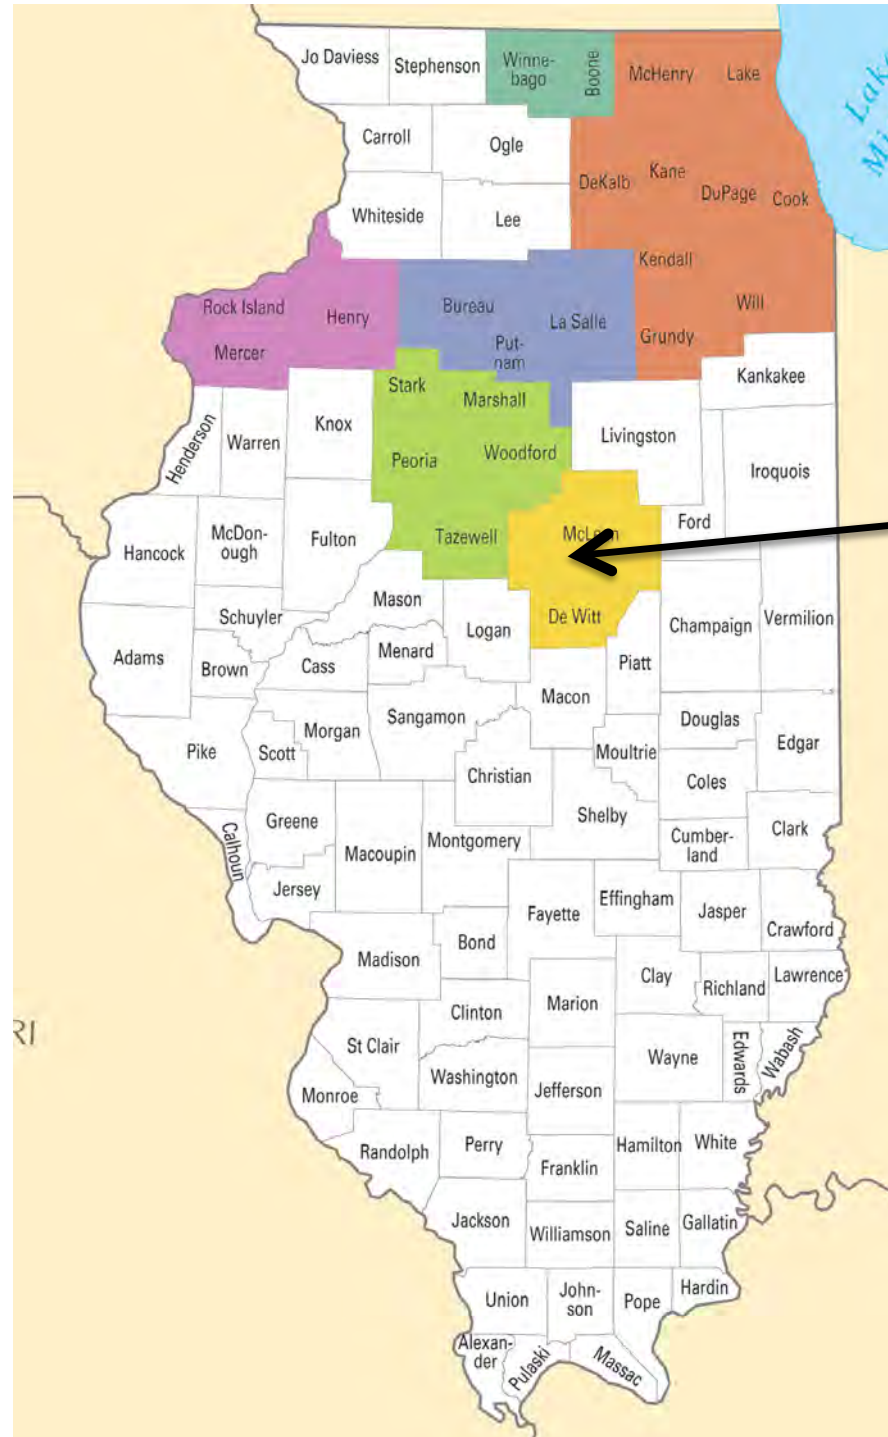 Jo Daviess
Stephenson
Winne-
bago
Boone
McHenry
Lake
Lake
Mi
Carroll
Ogle
DeKalb
Kane
DuPage
Cook
Whiteside
Lee
Kendall
Rock Island
Henry
Bureau
La Salle
Will
Mercer
Put-
nam
Grundy
Kankakee
Stark
Marshall
Henderson
Warren
Knox
Peoria
Woodford
Livingston
Iroquois
Hancock
McDon-
ough
Fulton
Tazewell
McLean
Ford
Schuyler
Mason
Logan
De Witt
Champaign
Vermilion
Adams
Brown
Cass
Menard
Piatt
Macon
Pike
Scott
Morgan
Sangamon
Christian
Moultrie
Douglas
Edgar
Coles
Calhoun
Greene
Macoupin
Montgomery
Shelby
Cumber-
land
Clark
Jersey
Fayette
Effingham
Jasper
Crawford
Madison
Bond
Clay
Richland
Lawrence
RI
Clinton
Marion
St Clair
Wayne
Edwards
Wabash
Monroe
Washington
Jefferson
Randolph
Perry
Hamilton
White
Franklin
Jackson
Williamson
Saline
Gallatin
Union
John-
son
Pope
Hardin
Alexan-
der
Pulaski
Massac